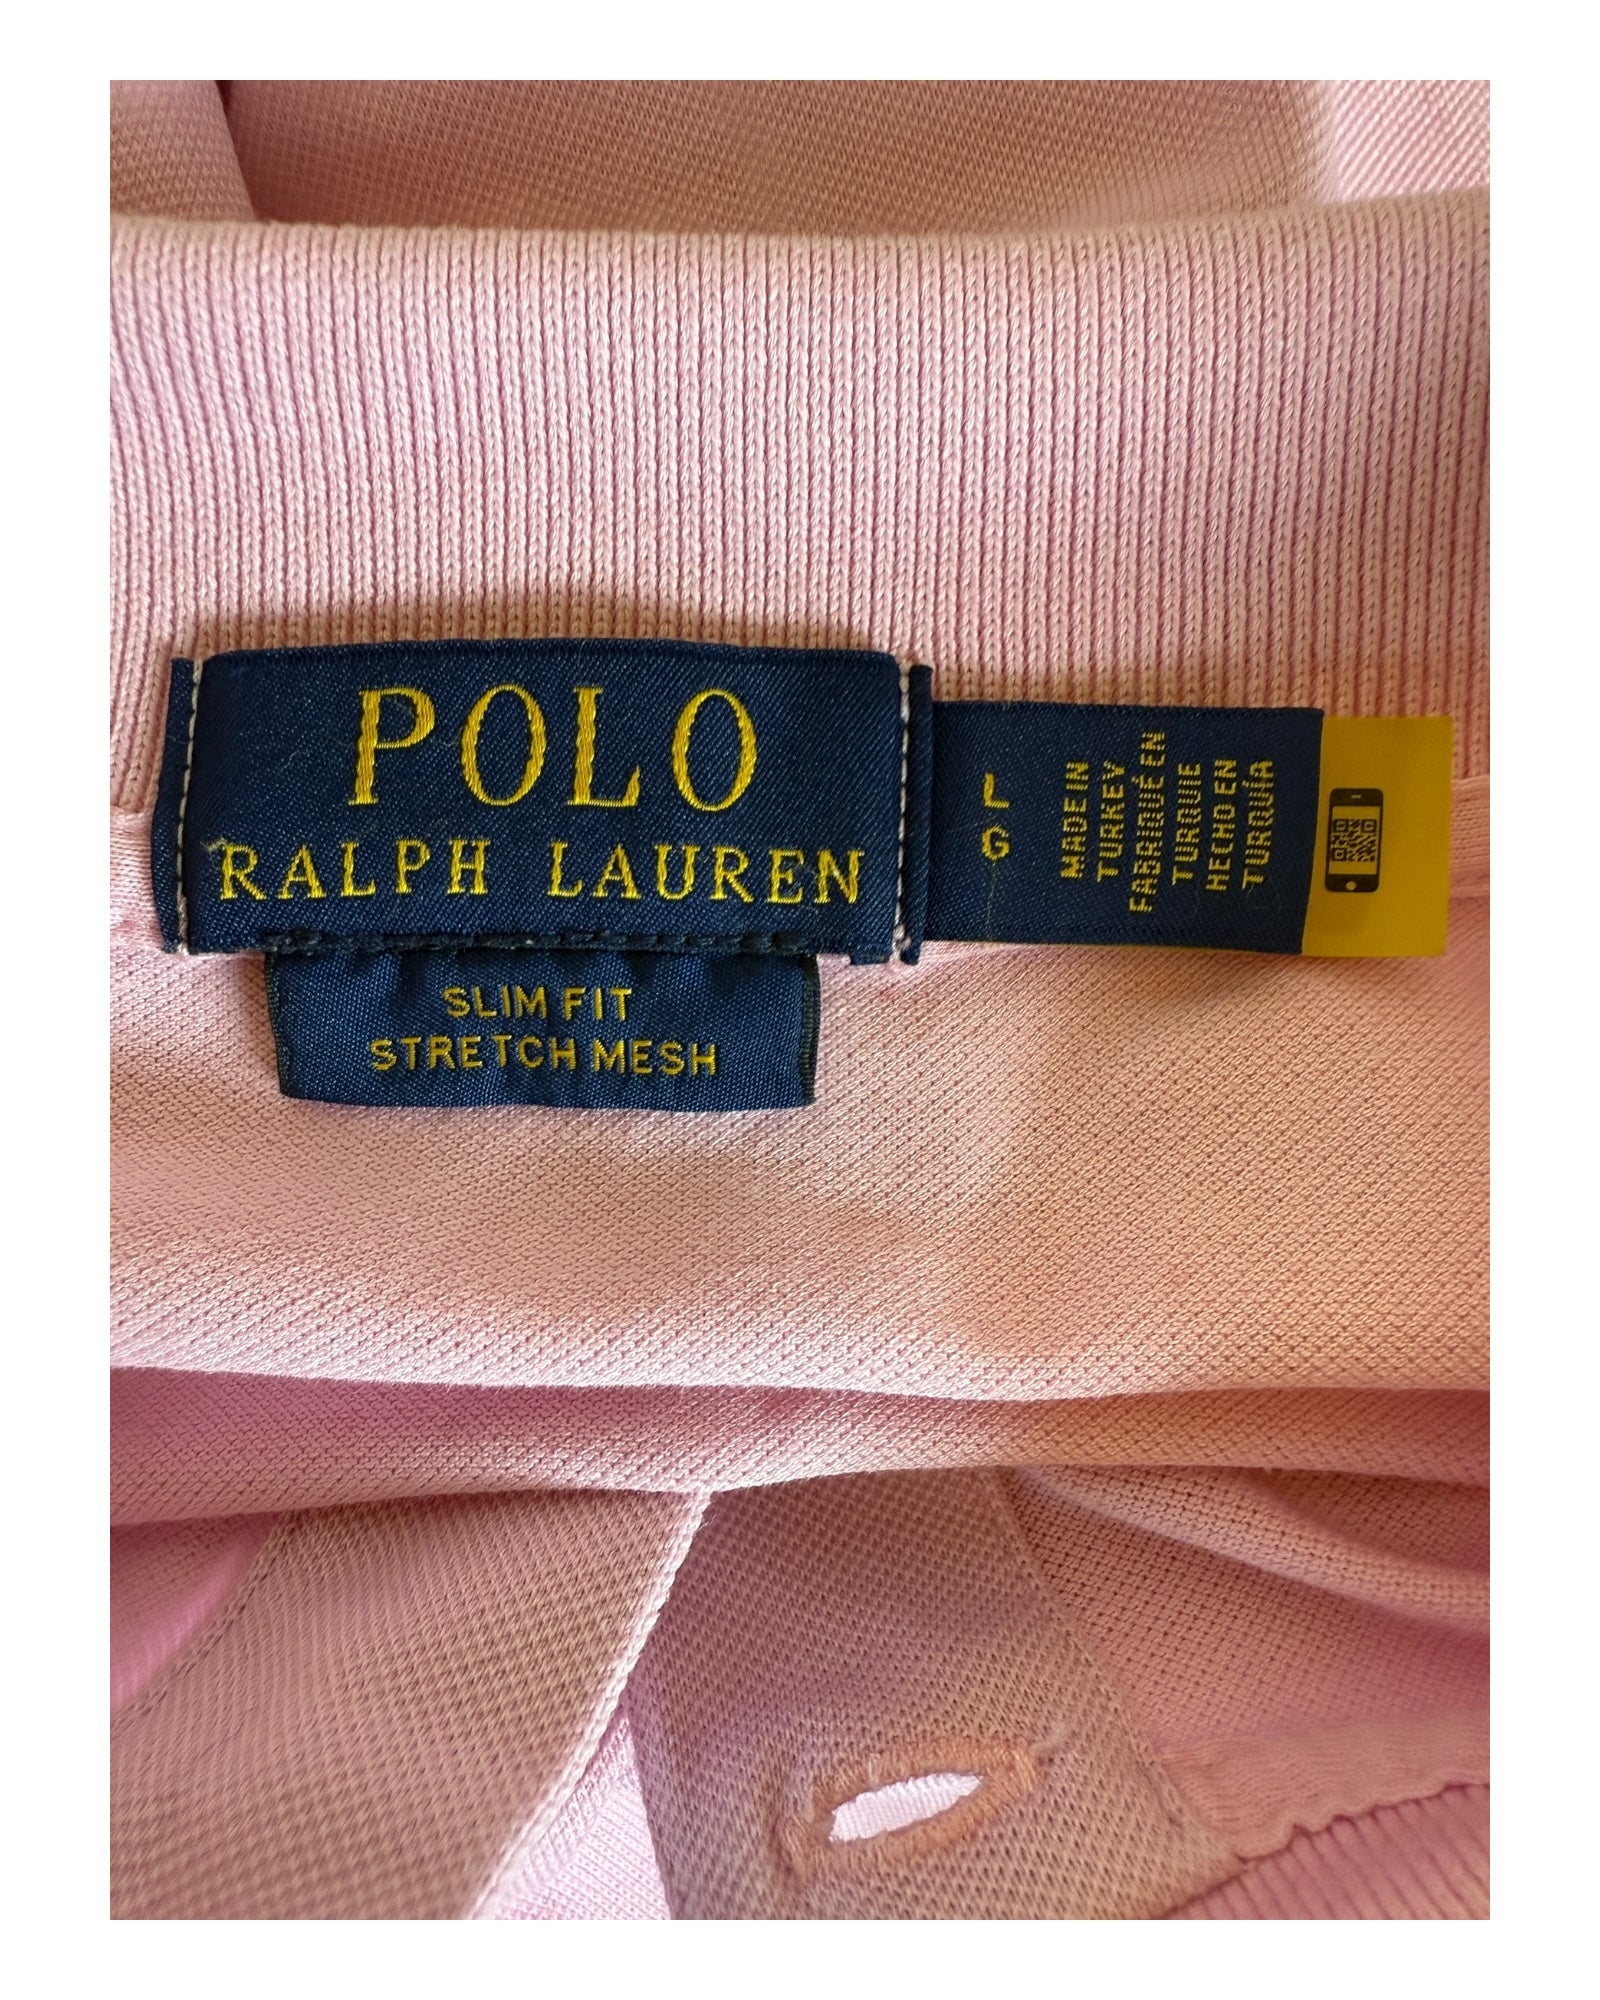 POLO
RALPH LAUREN
SLIM FIT
STRETCH MESH
L
G
MADE IN
TURKEY
FABRIQUÉ EN
TURQUIE
HECHO EN
TURQUÍA